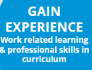 GAIN
EXPERIENCE
Work related learning
& professional skills in
curriculum